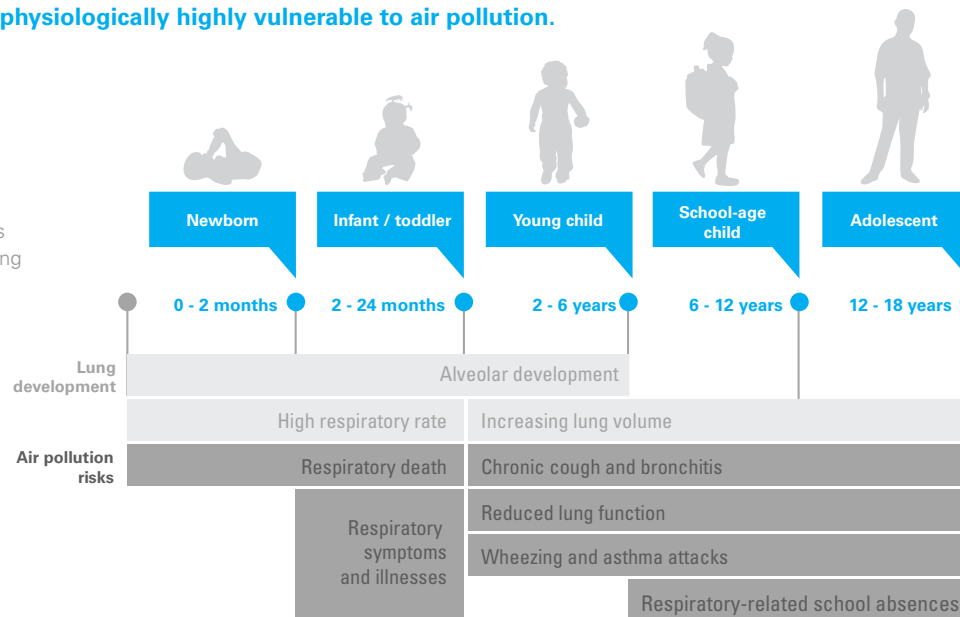 physiologically highly vulnerable to air pollution.
Newborn
Infant / toddler
Young child
School-age
child
Adolescent
s
ng
0 - 2 months
2 - 24 months
2 - 6 years
6 - 12 years
12 - 18 years
Lung
development
Alveolar development
High respiratory rate
Increasing lung volume
Air pollution
risks
Respiratory death
Chronic cough and bronchitis
Respiratory
symptoms
and illnesses
Reduced lung function
Wheezing and asthma attacks
Respiratory-related school absences